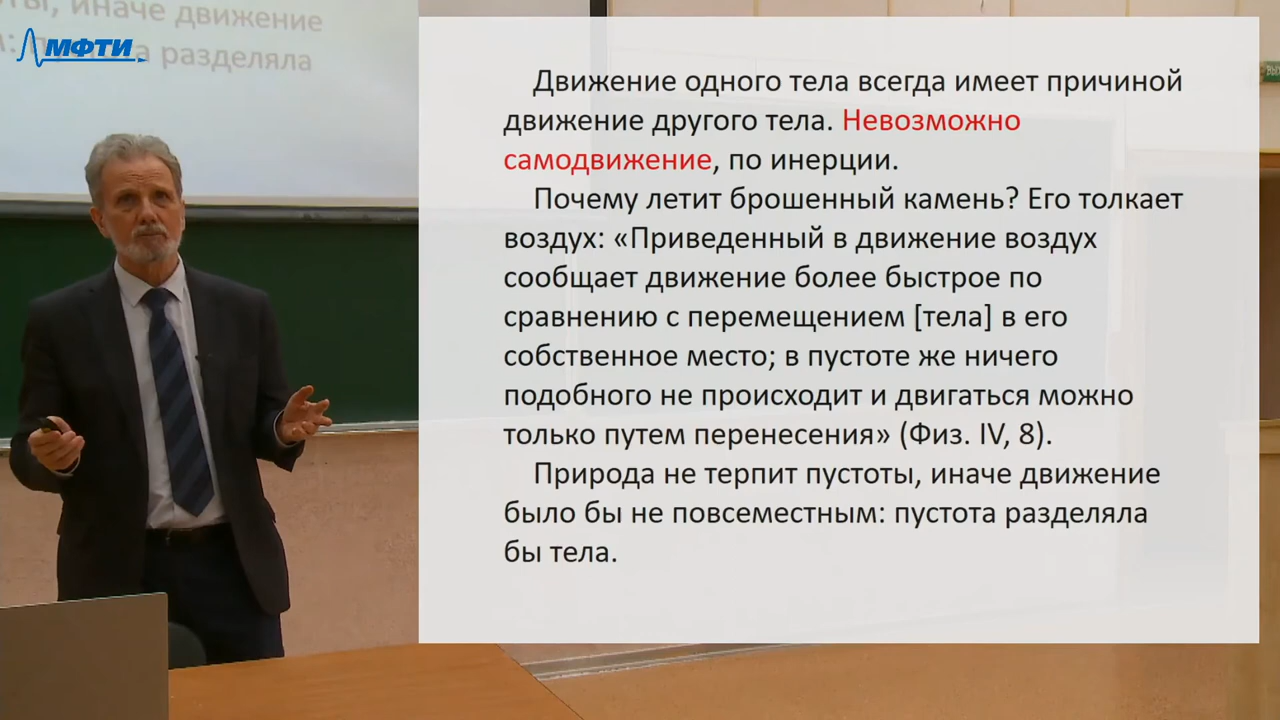 ты, иначе движение
разделяла
МФТИ
Движение одного тела всегда имеет причиной
движение другого тела. Невозможно
самодвижение, по инерции.
Почему летит брошенный камень? Его толкает
воздух: «Приведенный в движение воздух
сообщает движение более быстрое по
сравнению с перемещением [тела] в его
собственное место; в пустоте же ничего
подобного не происходит и двигаться можно
только путем перенесения» (Физ. IV, 8).
Природа не терпит пустоты, иначе движение
было бы не повсеместным: пустота разделяла
бы тела.